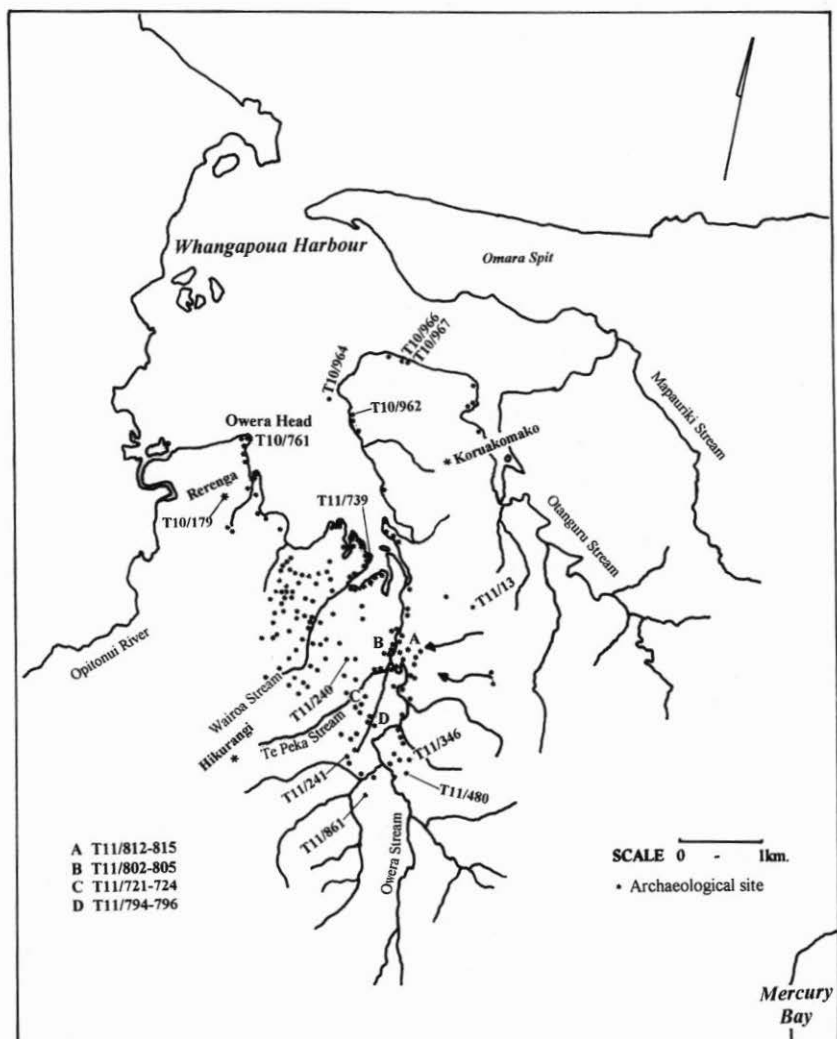 Whangapoua Harbour
Omara Spit
T10/966
T10/967
T10/964
T10/962
Mapauriki Stream
Owera Head
T10/761
Koruakomako
Rerenga
T10/179
T11/739
Otanguru Stream
T11/13
Opitonui River
B
A
Wairoa Stream
T11/240
C
Te Peka Stream
D
Hikurangi
T11/346
T11/241
T11/480
T11/861
Owera Stream
A T11/812-815
B T11/802-805
C T11/721-724
D T11/794-796
SCALE 0 - 1km.
• Archaeological site
Mercury
Bay